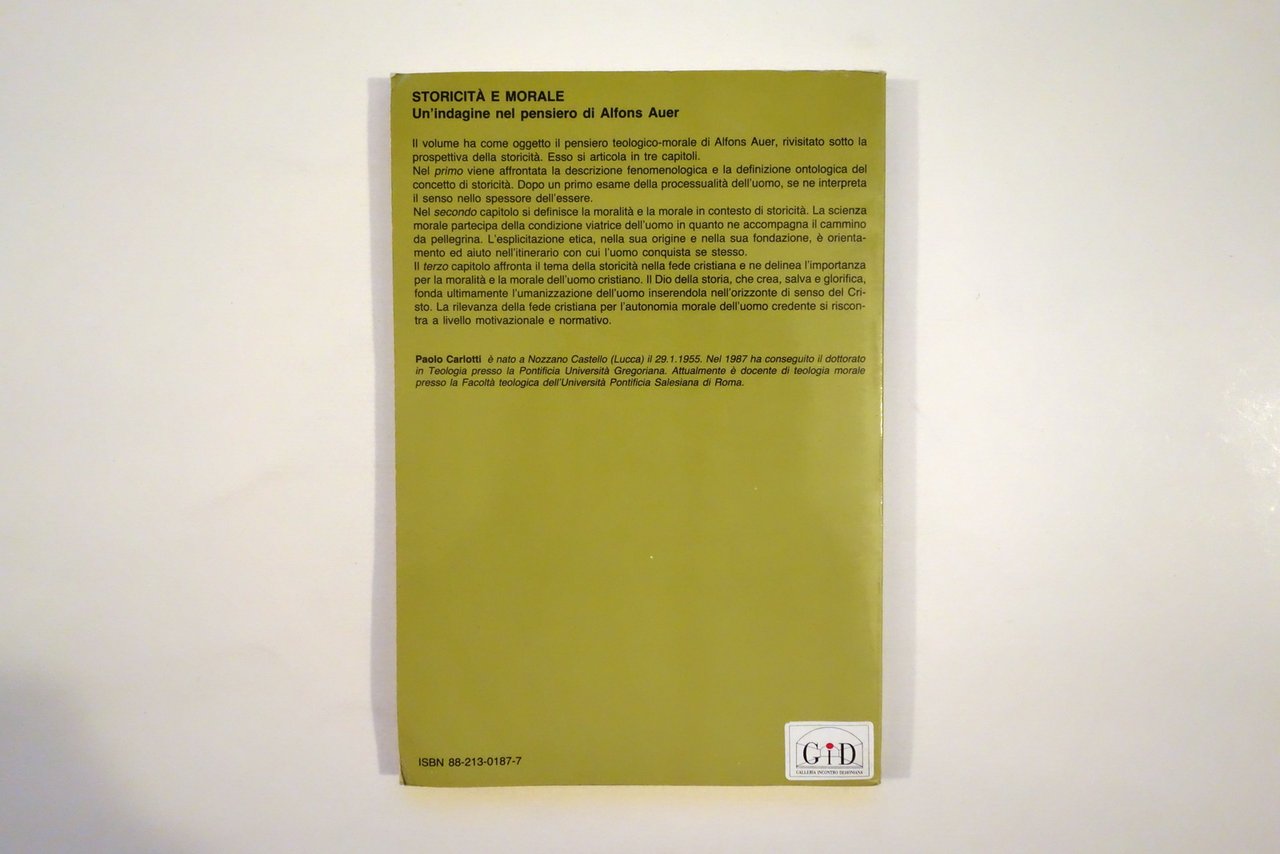 STORICITÀ E MORALE
Un'indagine nel pensiero di Alfons Auer
Il volume ha come oggetto il pensiero teologico-morale di Alfons Auer, rivisitato sotto la
prospettiva della storicità. Esso si articola in tre capitoli.
Nel primo viene affrontata la descrizione fenomenologica e la definizione ontologica del
concetto di storicità. Dopo un primo esame della processualità dell'uomo, se ne interpreta
il senso nello spessore dell'essere.
Nel secondo capitolo si definisce la moralità e la morale in contesto di storicità. La scienza
morale partecipa della condizione viatrice dell'uomo in quanto ne accompagna il cammino
da pellegrina. L'esplicitazione etica, nella sua origine e nella sua fondazione, è orienta-
mento ed aiuto nell'itinerario con cui l'uomo conquista se stesso.
Il terzo capitolo affronta il tema della storicità nella fede cristiana e ne delinea l'importanza
per la moralità e la morale dell'uomo cristiano. Il Dio della storia, che crea, salva e glorifica,
fonda ultimamente l'umanizzazione dell'uomo inserendola nell'orizzonte di senso del Cri-
sto. La rilevanza della fede cristiana per l'autonomia morale dell'uomo credente si riscon-
tra a livello motivazionale e normativo.
Paolo Carlotti è nato a Nozzano Castello (Lucca) il 29.1.1955. Nel 1987 ha conseguito il dottorato
in Teologia presso la Pontificia Università Gregoriana. Attualmente è docente di teologia morale
presso la Facoltà teologica dell'Università Pontificia Salesiana di Roma.
ISBN 88-213-0187-7
GiD
GALLERIA INCONTRO DEHONIANA